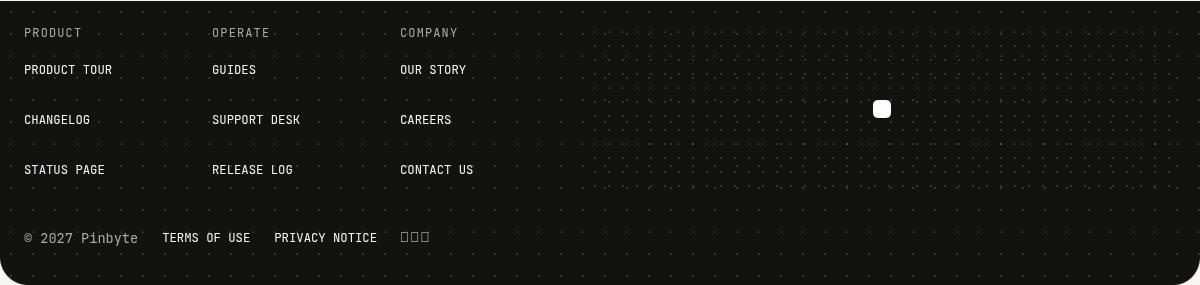 PRODUCT
PRODUCT TOUR
CHANGELOG
STATUS PAGE
OPERATE
GUIDES
SUPPORT DESK
RELEASE LOG
COMPANY
OUR STORY
CAREERS
CONTACT US
© 2027 Pinbyte TERMS OF USE PRIVACY NOTICE